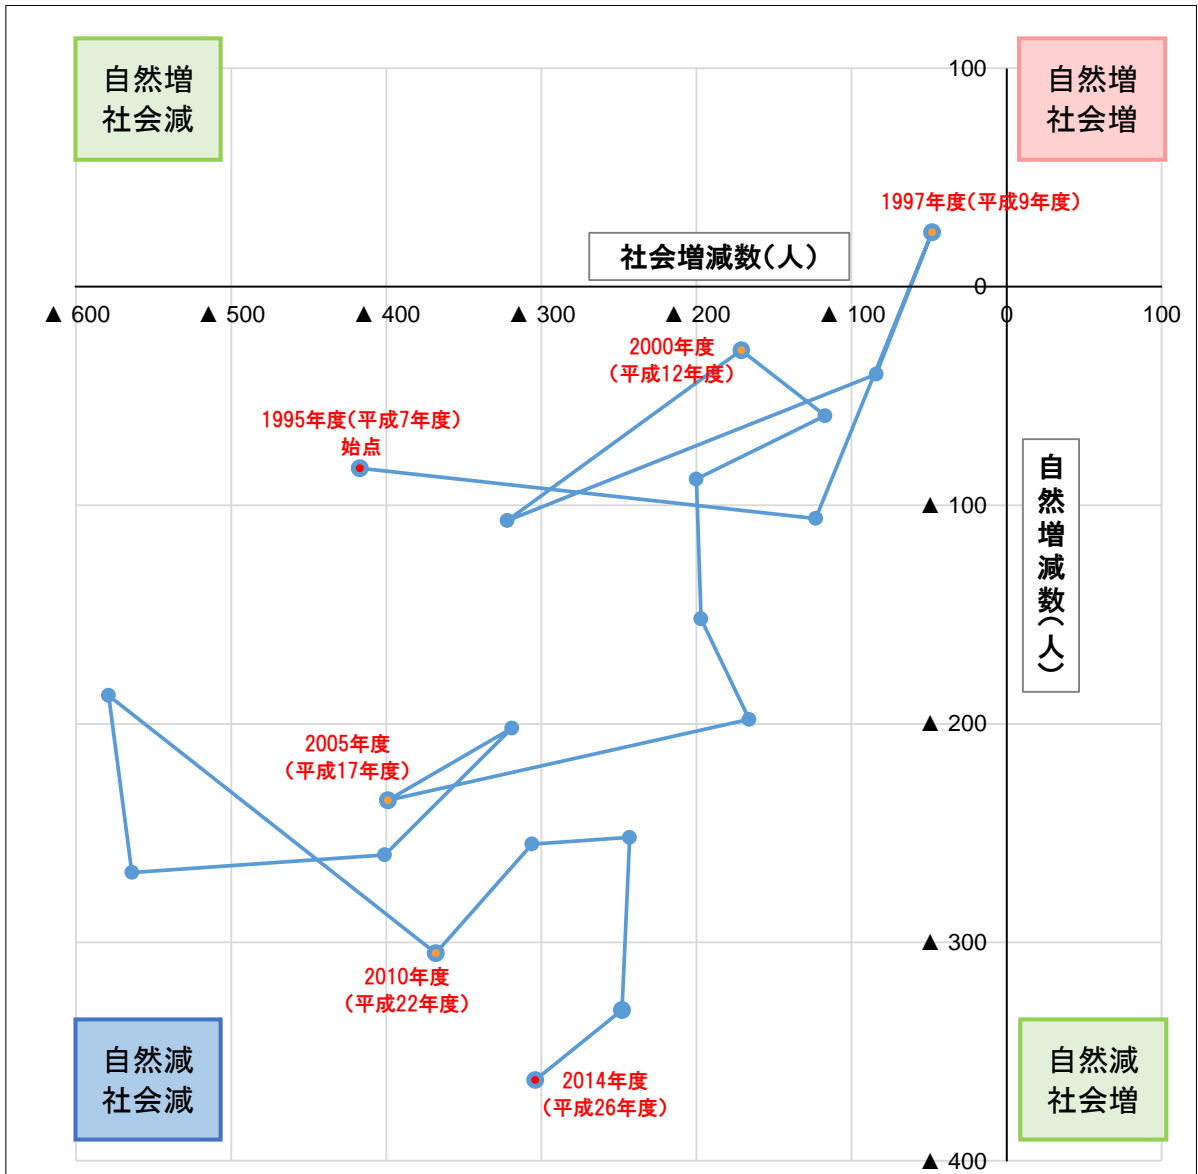 自然増
社会減
自然増
社会増
100
1997年度(平成9年度)
社会増減数(人)
0
▲ 600
▲ 500
▲ 400
▲ 300
▲ 200
▲ 100
0
100
2000年度
(平成12年度)
1995年度(平成7年度)
始点
自然増減数(人)
▲ 100
▲ 200
2005年度
(平成17年度)
▲ 300
2010年度
(平成22年度)
自然減
社会減
2014年度
(平成26年度)
自然減
社会増
▲ 400